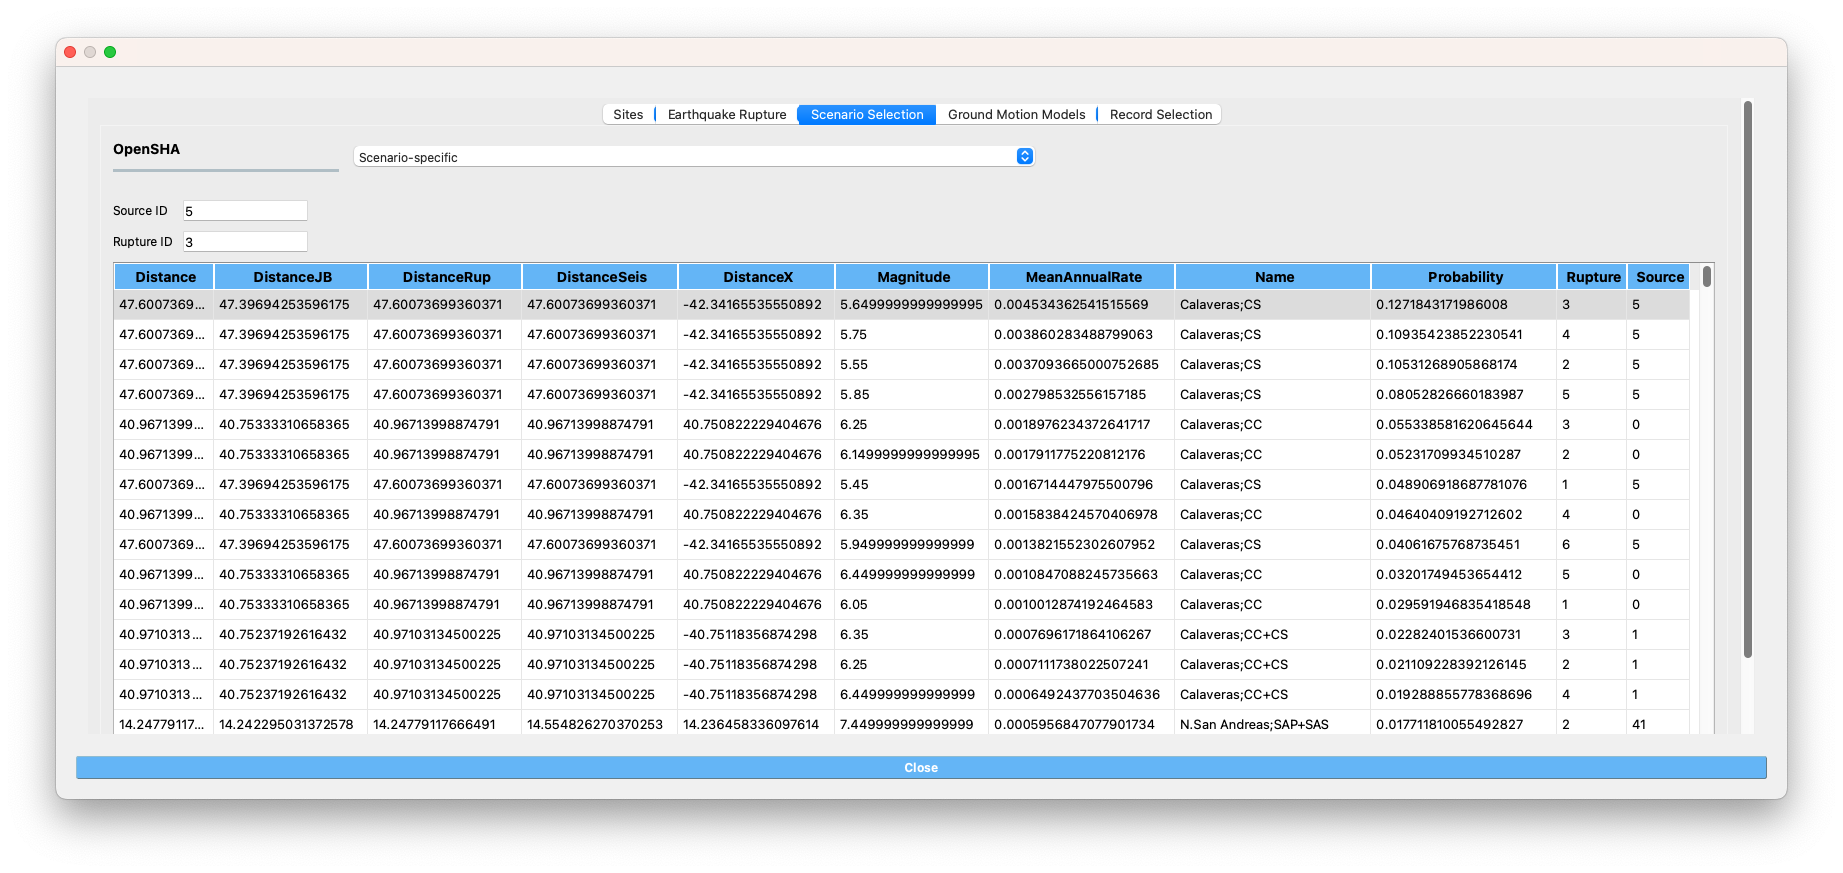 Sites Earthquake Rupture Scenario Selection Ground Motion Models Record Selection
OpenSHA
Scenario-specific
Source ID 5
Rupture ID 3
Distance DistanceJB DistanceRup DistanceSeis DistanceX Magnitude MeanAnnualRate Name Probability Rupture Source
47.6007369... 47.39694253596175 47.60073699360371 47.60073699360371 -42.34165535550892 5.6499999999999995 0.004534362541515569 Calaveras;CS 0.1271843171986008 3 5
47.6007369... 47.39694253596175 47.60073699360371 47.60073699360371 -42.34165535550892 5.75 0.003860283488799063 Calaveras;CS 0.10935423852230541 4 5
47.6007369... 47.39694253596175 47.60073699360371 47.60073699360371 -42.34165535550892 5.55 0.0037093665000752685 Calaveras;CS 0.10531268905868174 2 5
47.6007369... 47.39694253596175 47.60073699360371 47.60073699360371 -42.34165535550892 5.85 0.002798532556157185 Calaveras;CS 0.08052826660183987 5 5
40.9671399... 40.75333310658365 40.96713998874791 40.96713998874791 40.750822229404676 6.25 0.0018976234372641717 Calaveras;CC 0.055338581620645644 3 0
40.9671399... 40.75333310658365 40.96713998874791 40.96713998874791 40.750822229404676 6.1499999999999995 0.0017911775220812176 Calaveras;CC 0.05231709934510287 2 0
47.6007369... 47.39694253596175 47.60073699360371 47.60073699360371 -42.34165535550892 5.45 0.0016714447975500796 Calaveras;CS 0.048906918687781076 1 5
40.9671399... 40.75333310658365 40.96713998874791 40.96713998874791 40.750822229404676 6.35 0.0015838424570406978 Calaveras;CC 0.04640409192712602 4 0
47.6007369... 47.39694253596175 47.60073699360371 47.60073699360371 -42.34165535550892 5.949999999999999 0.0013821552302607952 Calaveras;CS 0.04061675768735451 6 5
40.9671399... 40.75333310658365 40.96713998874791 40.96713998874791 40.750822229404676 6.449999999999999 0.0010847088245735663 Calaveras;CC 0.03201749453654412 5 0
40.9671399... 40.75333310658365 40.96713998874791 40.96713998874791 40.750822229404676 6.05 0.0010012874192464583 Calaveras;CC 0.029591946835418548 1 0
40.9710313... 40.75237192616432 40.97103134500225 40.97103134500225 -40.75118356874298 6.35 0.0007696171864106267 Calaveras;CC+CS 0.02282401536600731 3 1
40.9710313... 40.75237192616432 40.97103134500225 40.97103134500225 -40.75118356874298 6.25 0.0007111738022507241 Calaveras;CC+CS 0.021109228392126145 2 1
40.9710313... 40.75237192616432 40.97103134500225 40.97103134500225 -40.75118356874298 6.449999999999999 0.0006492437703504636 Calaveras;CC+CS 0.019288855778368696 4 1
14.24779117... 14.242295031372578 14.24779117666491 14.554826270370253 14.236458336097614 7.449999999999999 0.0005956847077901734 N.San Andreas;SAP+SAS 0.017711810055492827 2 41
Close